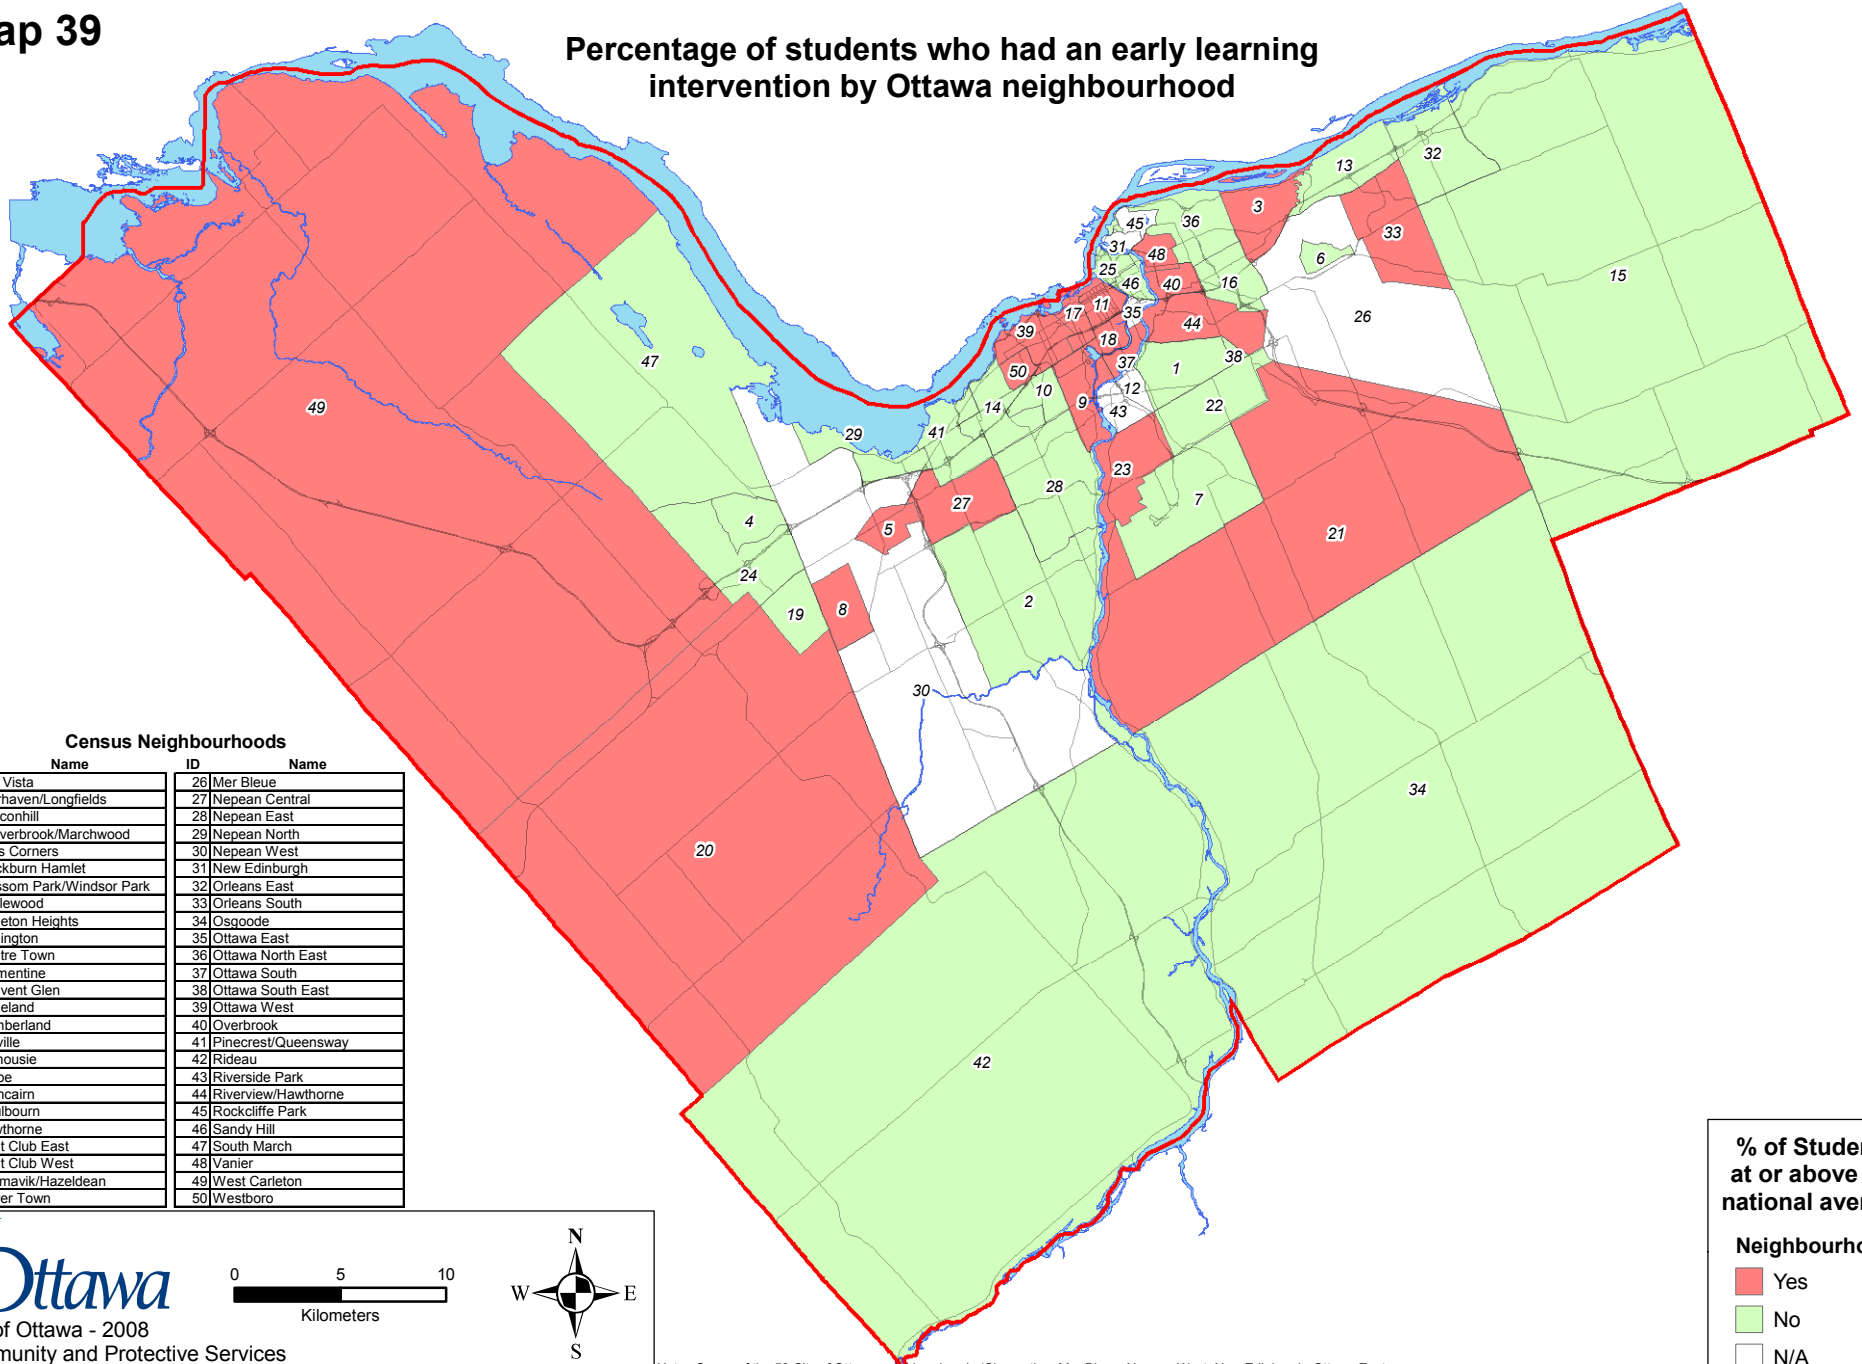 ap 39
Percentage of students who had an early learning
intervention by Ottawa neighbourhood
13
32
3
36
45
33
31
48
6
25
15
46
40
16
11
17
35
26
39
44
18
47
37
38
50
1
12
10
49
9
43
22
14
29
41
23
28
7
27
4
5
21
24
2
8
19
30
34
20
42
Census Neighbourhoods
Name ID Name
Vista 26 Mer Bleue
rhaven/Longfields 27 Nepean Central
conhill 28 Nepean East
verbrook/Marchwood 29 Nepean North
s Corners 30 Nepean West
ckburn Hamlet 31 New Edinburgh
ssom Park/Windsor Park 32 Orleans East
lewood 33 Orleans South
eton Heights 34 Osgoode
ington 35 Ottawa East
tre Town 36 Ottawa North East
mentine 37 Ottawa South
vent Glen 38 Ottawa South East
eland 39 Ottawa West
mberland 40 Overbrook
ville 41 Pinecrest/Queensway
housie 42 Rideau
be 43 Riverside Park
ncairn 44 Riverview/Hawthorne
lbourn 45 Rockcliffe Park
vthorne 46 Sandy Hill
t Club East 47 South March
t Club West 48 Vanier
mavik/Hazeldean 49 West Carleton
er Town 50 Westboro
Ottawa
of Ottawa - 2008
munity and Protective Services
0 5 10
Kilometers
N
W E
S
% of Studen
at or above
national aver
Neighbourho
Yes
No
N/A